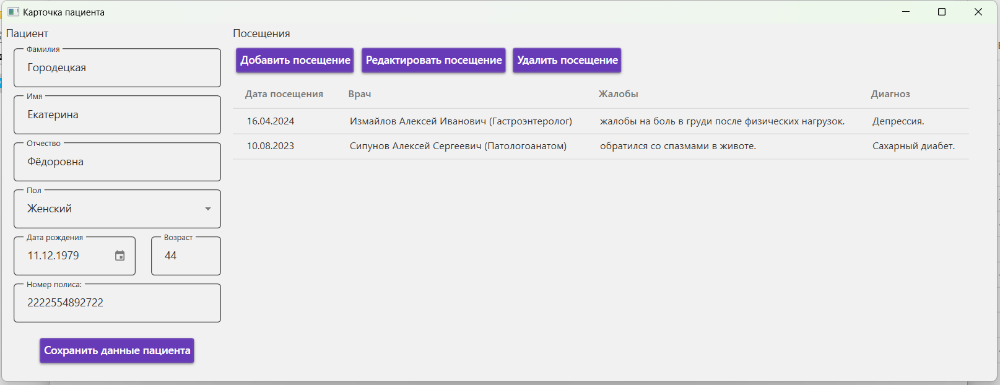 Карточка пациента
Пациент
Фамилия
Городецкая
Имя
Екатерина
Отчество
Фёдоровна
Пол
Женский
Дата рождения
11.12.1979
Возраст
44
Номер полиса:
2222554892722
Сохранить данные пациента
Посещения
Добавить посещение Редактировать посещение Удалить посещение
Дата посещения Врач Жалобы Диагноз
16.04.2024 Измайлов Алексей Иванович (Гастроэнтеролог) жалобы на боль в груди после физических нагрузок. Депрессия.
10.08.2023 Сипунов Алексей Сергеевич (Патологоанатом) обратился со спазмами в животе. Сахарный диабет.